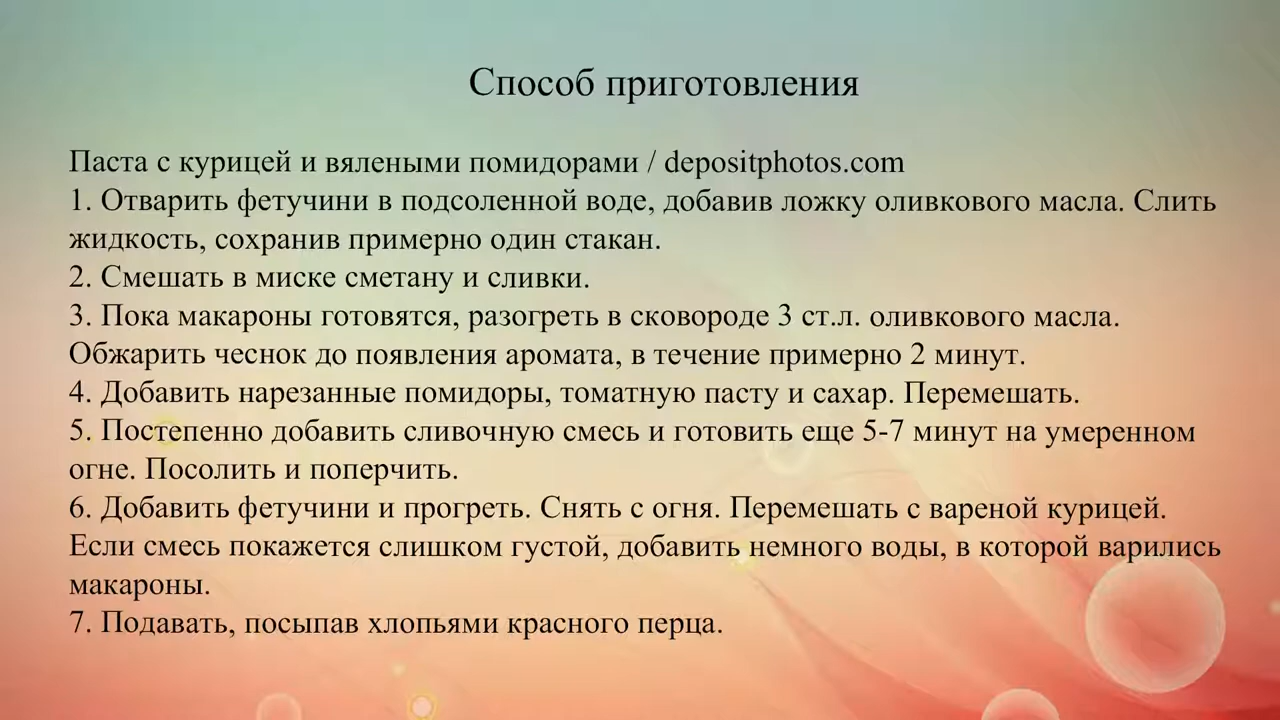 Способ приготовления
Паста с курицей и вялеными помидорами / depositphotos.com
1. Отварить фетучини в подсоленной воде, добавив ложку оливкового масла. Слить
жидкость, сохранив примерно один стакан.
2. Смешать в миске сметану и сливки.
3. Пока макароны готовятся, разогреть в сковороде 3 ст.л. оливкового масла.
Обжарить чеснок до появления аромата, в течение примерно 2 минут.
4. Добавить нарезанные помидоры, томатную пасту и сахар. Перемешать.
5. Постепенно добавить сливочную смесь и готовить еще 5-7 минут на умеренном
огне. Посолить и поперчить.
6. Добавить фетучини и прогреть. Снять с огня. Перемешать с вареной курицей.
Если смесь покажется слишком густой, добавить немного воды, в которой варились
макароны.
7. Подавать, посыпав хлопьями красного перца.